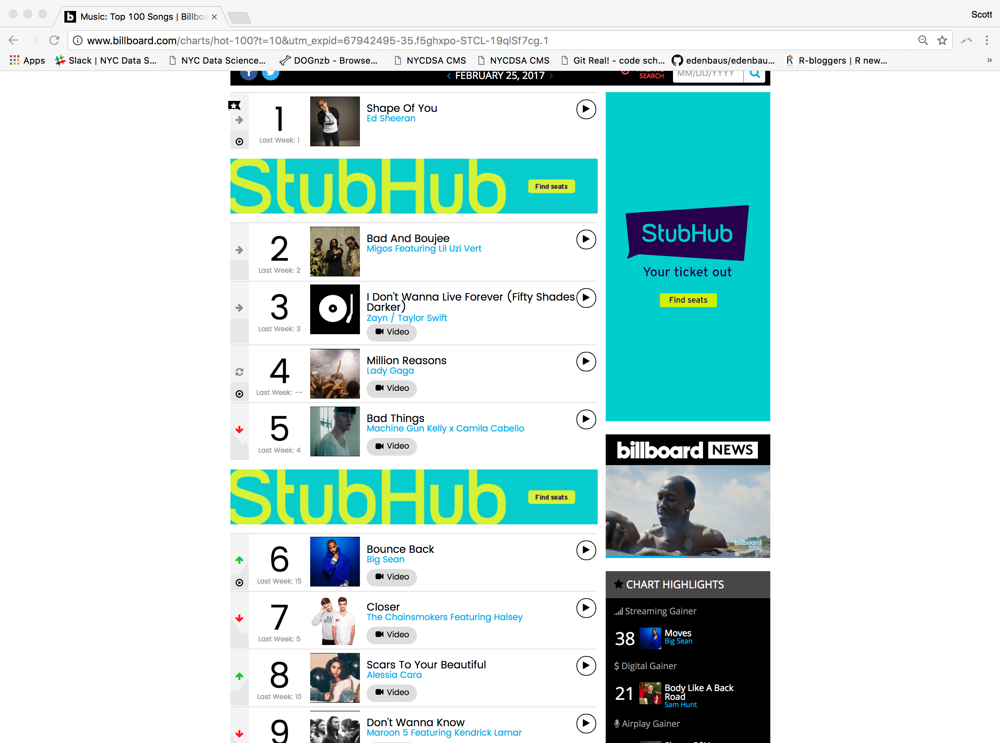 Music: Top 100 Songs | Billboa
Scott
www.billboard.com/charts/hot-100?t=10&utm_expid=67942495-35.f5ghxpo-STCL-19qlSf7cg.1
Apps
Slack | NYC Data S...
NYC Data Science...
DOGnzb - Browse...
NYCDSA CMS
NYCDSA CMS
Git Real! - code sch...
edenbaus/edenbau...
R-bloggers | R new...
»
FEBRUARY 25, 2017
ARCHIVE
SEARCH
MM/DD/YYYY
1
Last Week: 1
Shape Of You
Ed Sheeran
StubHub
Find seats
2
Last Week: 2
Bad And Boujee
Migos Featuring Lil Uzi Vert
3
Last Week: 3
I Don't Wanna Live Forever (Fifty Shades
Darker)
Zayn / Taylor Swift
Video
4
Last Week: --
Million Reasons
Lady Gaga
Video
5
Last Week: 4
Bad Things
Machine Gun Kelly x Camila Cabello
Video
StubHub
Find seats
6
Last Week: 15
Bounce Back
Big Sean
Video
7
Last Week: 5
Closer
The Chainsmokers Featuring Halsey
Video
8
Last Week: 10
Scars To Your Beautiful
Alessia Cara
Video
9
Don't Wanna Know
Maroon 5 Featuring Kendrick Lamar
StubHub
Your ticket out
Find seats
billboard NEWS
billboard
NEWS
CHART HIGHLIGHTS
Streaming Gainer
38
Moves
Big Sean
$ Digital Gainer
21
Body Like A Back
Road
Sam Hunt
Airplay Gainer